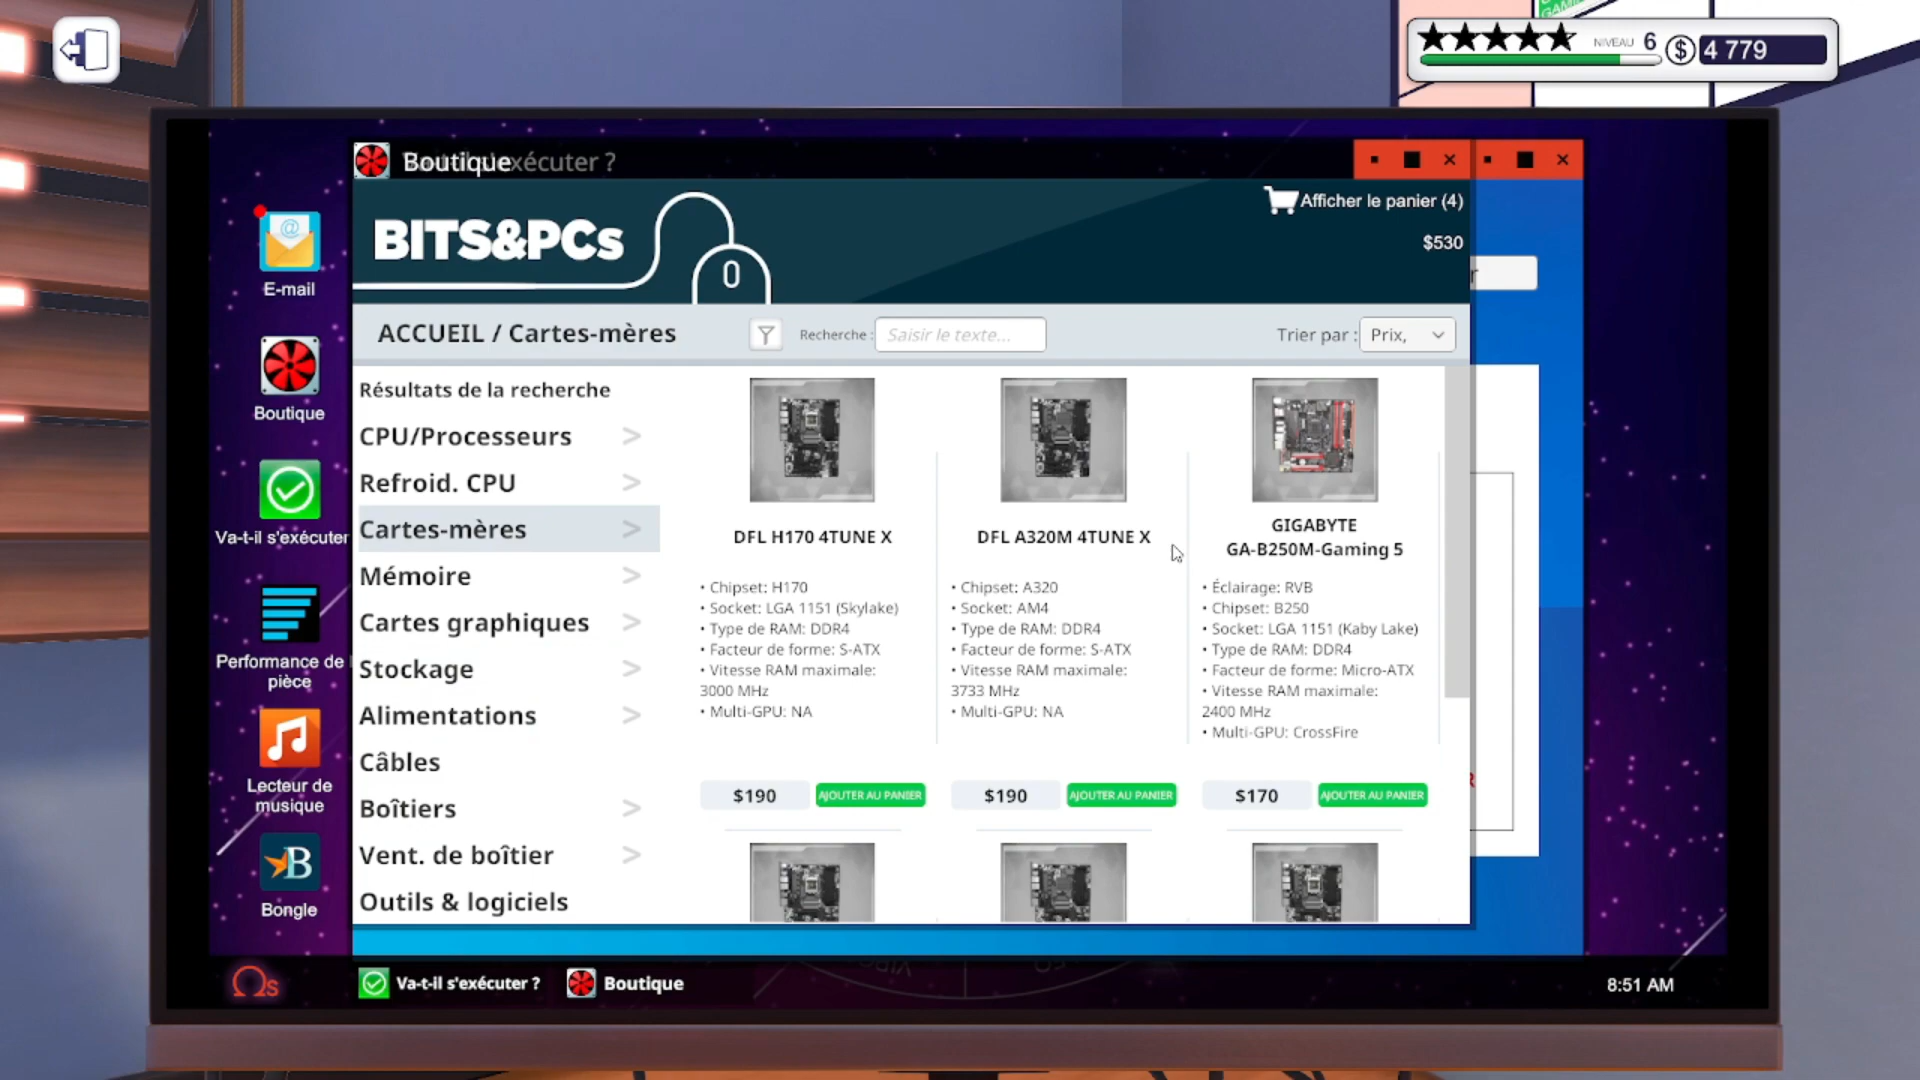 NIVEAU 6 $ 4 779
Boutique exécuter ?
BITS&PCs
Afficher le panier (4)
$530
ACCUEIL / Cartes-mères
Recherche :
Saisir le texte...
Trier par :
Prix,
E-mail
Boutique
Va-t-il s'exécuter
Performance de
pièce
Lecteur de
musique
B
Bongle
Résultats de la recherche
CPU/Processeurs >
Refroid. CPU >
Cartes-mères >
Mémoire >
Cartes graphiques >
Stockage >
Alimentations >
Câbles
Boîtiers >
Vent. de boîtier >
Outils & logiciels
DFL H170 4TUNE X
• Chipset: H170
• Socket: LGA 1151 (Skylake)
• Type de RAM: DDR4
• Facteur de forme: S-ATX
• Vitesse RAM maximale:
3000 MHz
• Multi-GPU: NA
$190
AJOUTER AU PANIER
DFL A320M 4TUNE X
• Chipset: A320
• Socket: AM4
• Type de RAM: DDR4
• Facteur de forme: S-ATX
• Vitesse RAM maximale:
3733 MHz
• Multi-GPU: NA
$190
AJOUTER AU PANIER
GIGABYTE
GA-B250M-Gaming 5
• Éclairage: RVB
• Chipset: B250
• Socket: LGA 1151 (Kaby Lake)
• Type de RAM: DDR4
• Facteur de forme: Micro-ATX
• Vitesse RAM maximale:
2400 MHz
• Multi-GPU: CrossFire
$170
AJOUTER AU PANIER
Ωs
Va-t-il s'exécuter ?
Boutique
8:51 AM